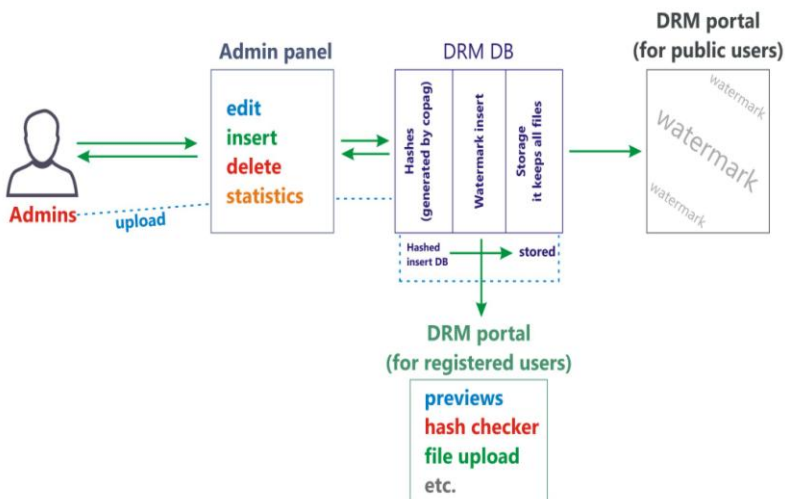 Admin panel
DRM DB
DRM portal
(for public users)
Admins
upload
edit
insert
delete
statistics
Hashes
(generated by copag)
Watermark insert
Storage
it keeps all files
watermark
watermark
watermark
Hashed
insert DB
stored
DRM portal
(for registered users)
previews
hash checker
file upload
etc.